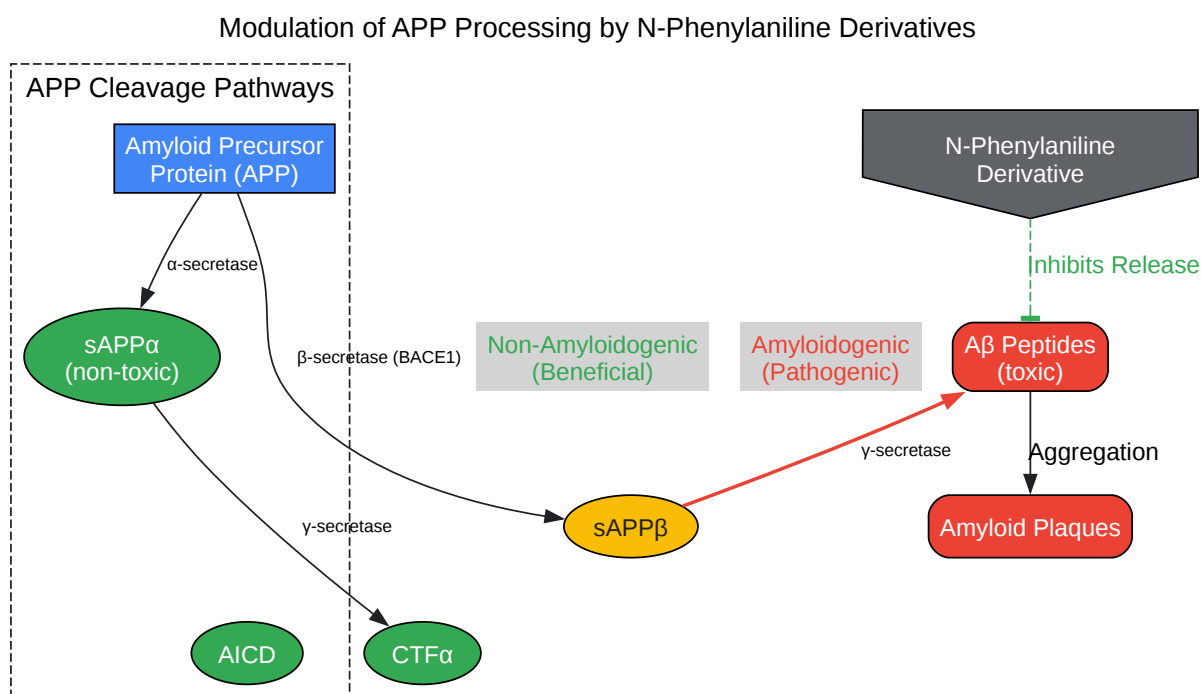 Modulation of APP Processing by N-Phenylaniline Derivatives
APP Cleavage Pathways
Amyloid Precursor
Protein (APP)
N-Phenylaniline
Derivative
α-secretase
Inhibits Release
sAPPα
(non-toxic)
β-secretase (BACE1)
Non-Amyloidogenic
(Beneficial)
Amyloidogenic
(Pathogenic)
Aβ Peptides
(toxic)
γ-secretase
Aggregation
γ-secretase
sAPPβ
Amyloid Plaques
AICD
CTFα